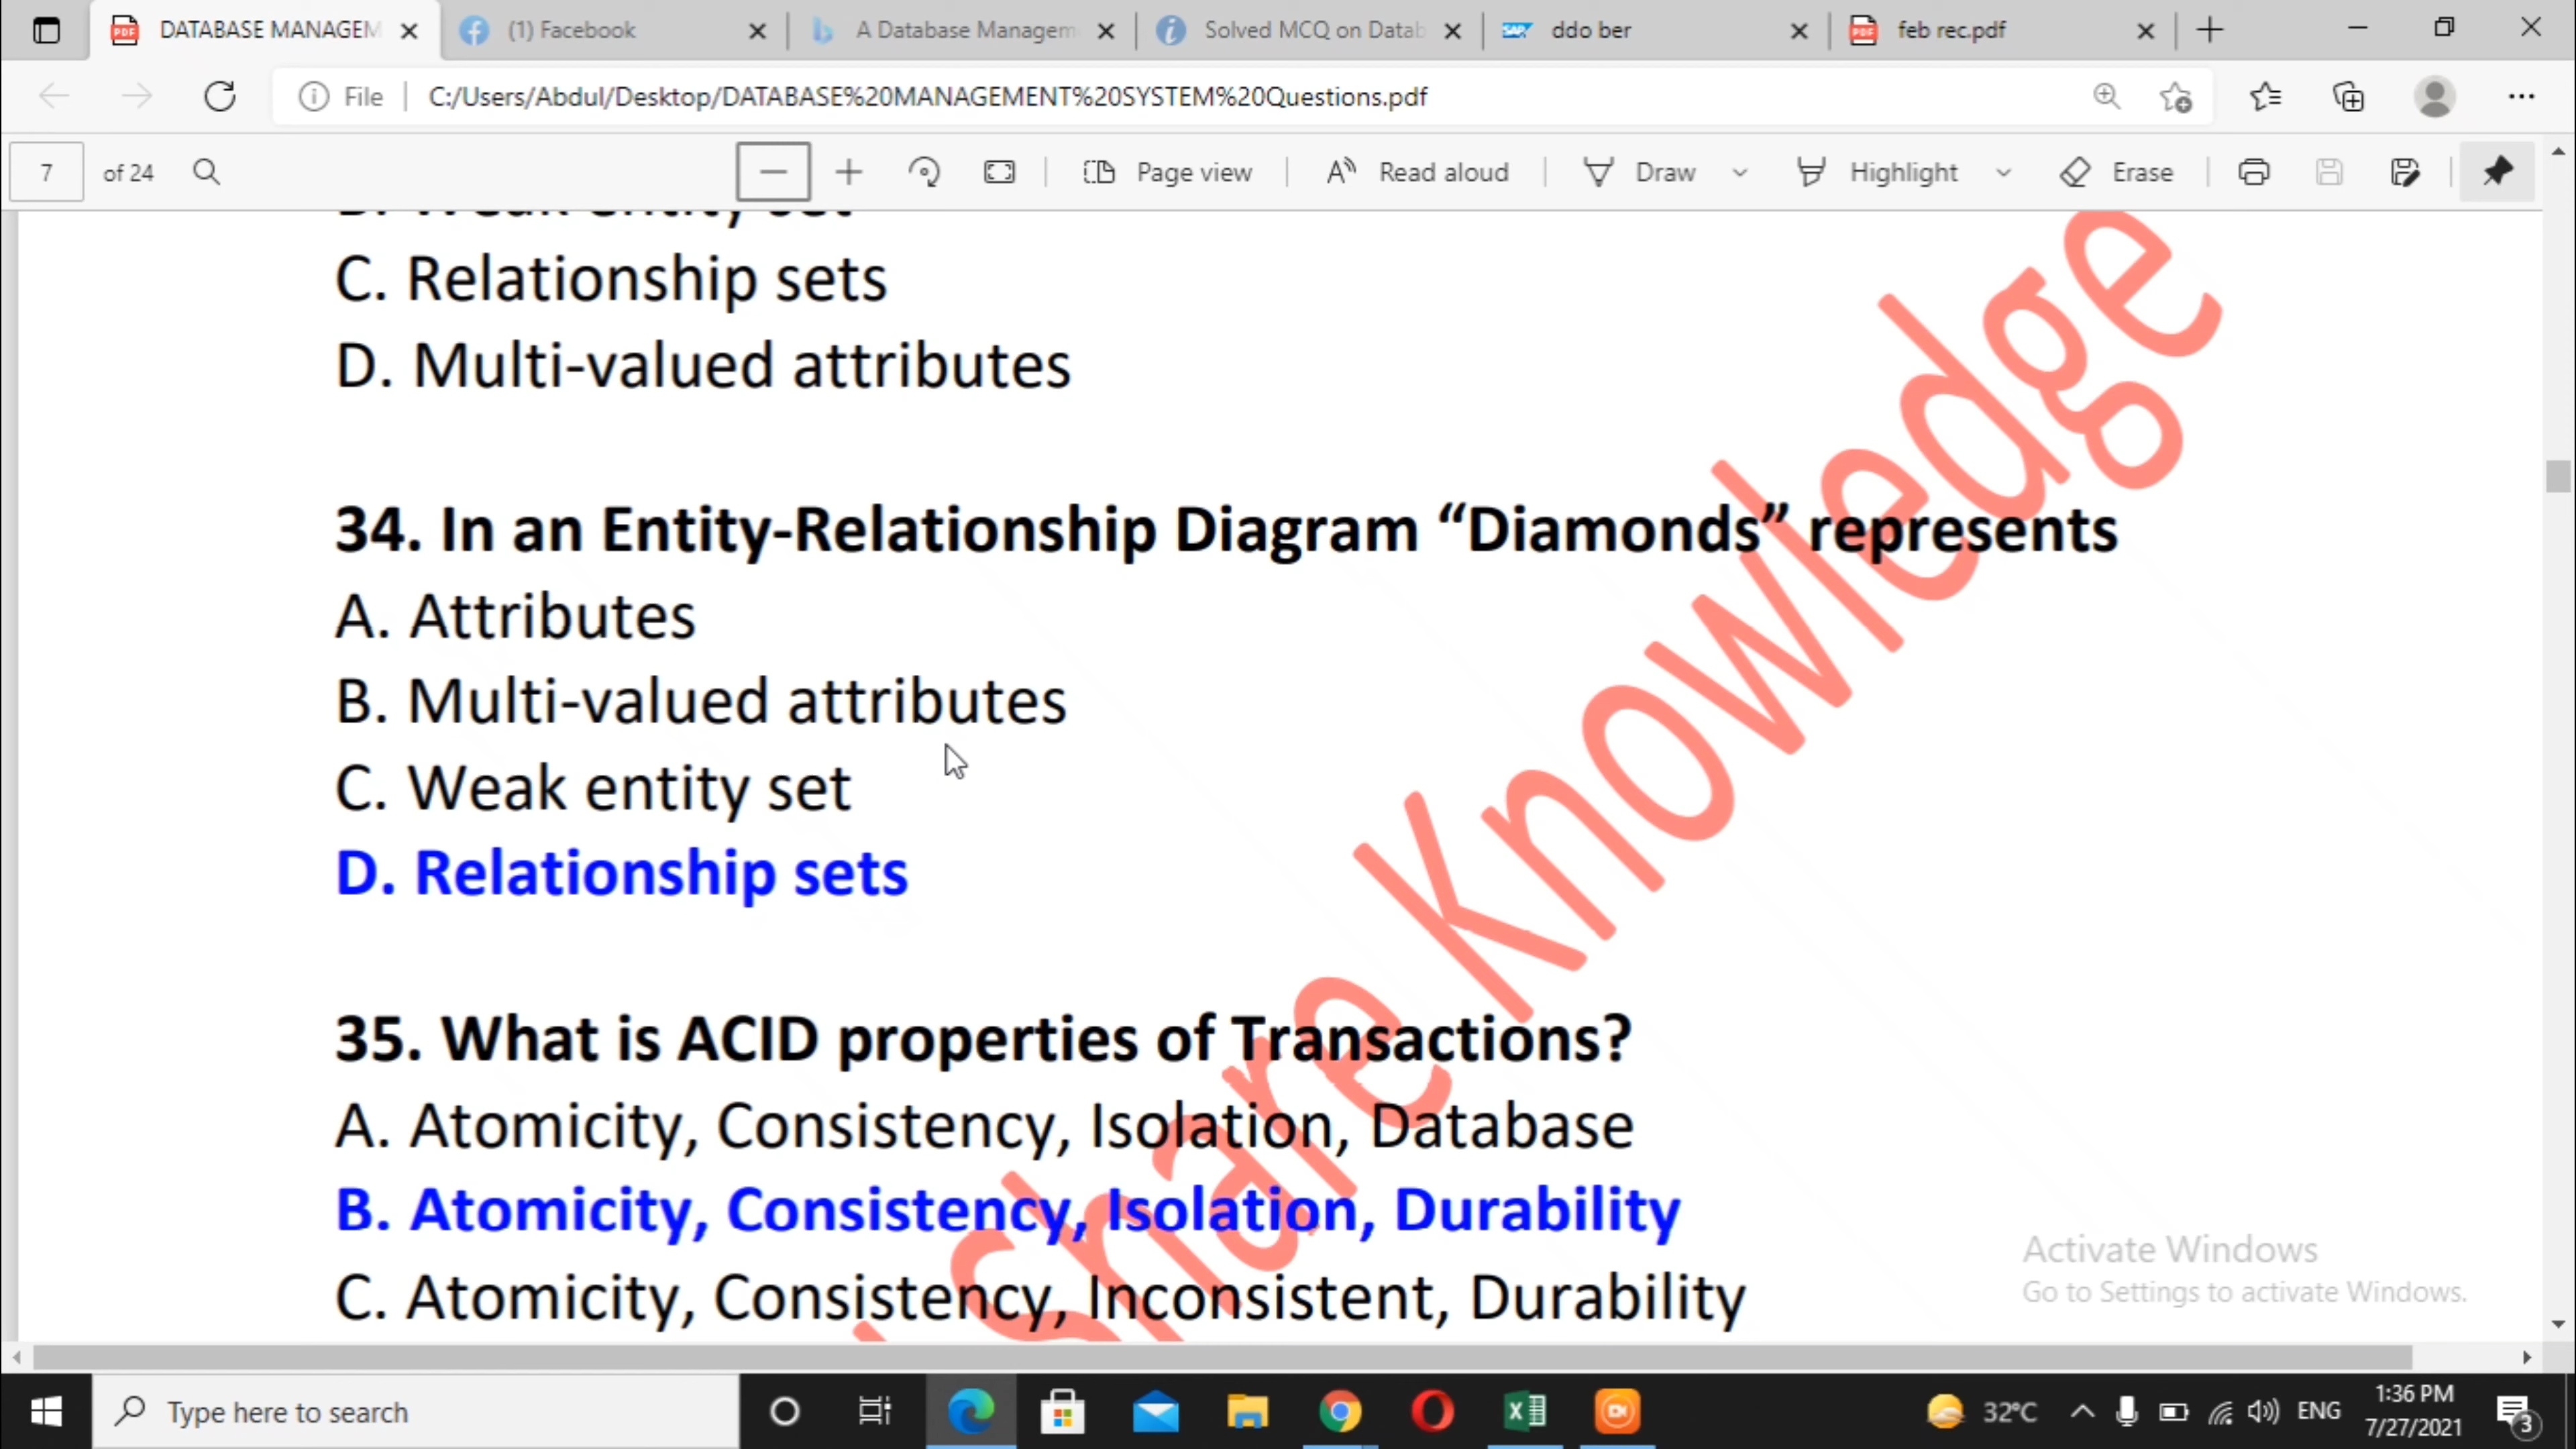 DATABASE MANAGEM
(1) Facebook
A Database Managem
Solved MCQ on Datab
ddo ber
feb rec.pdf
File
C:/Users/Abdul/Desktop/DATABASE%20MANAGEMENT%20SYSTEM%20Questions.pdf
7 of 24
Page view
Read aloud
Draw
Highlight
Erase
B. Weak entity set
C. Relationship sets
D. Multi-valued attributes
34. In an Entity-Relationship Diagram “Diamonds” represents
A. Attributes
B. Multi-valued attributes
C. Weak entity set
D. Relationship sets
35. What is ACID properties of Transactions?
A. Atomicity, Consistency, Isolation, Database
B. Atomicity, Consistency, Isolation, Durability
C. Atomicity, Consistency, Inconsistent, Durability
Share Knowledge
Activate Windows
Go to Settings to activate Windows.
Type here to search
32°C
ENG
1:36 PM
7/27/2021
3